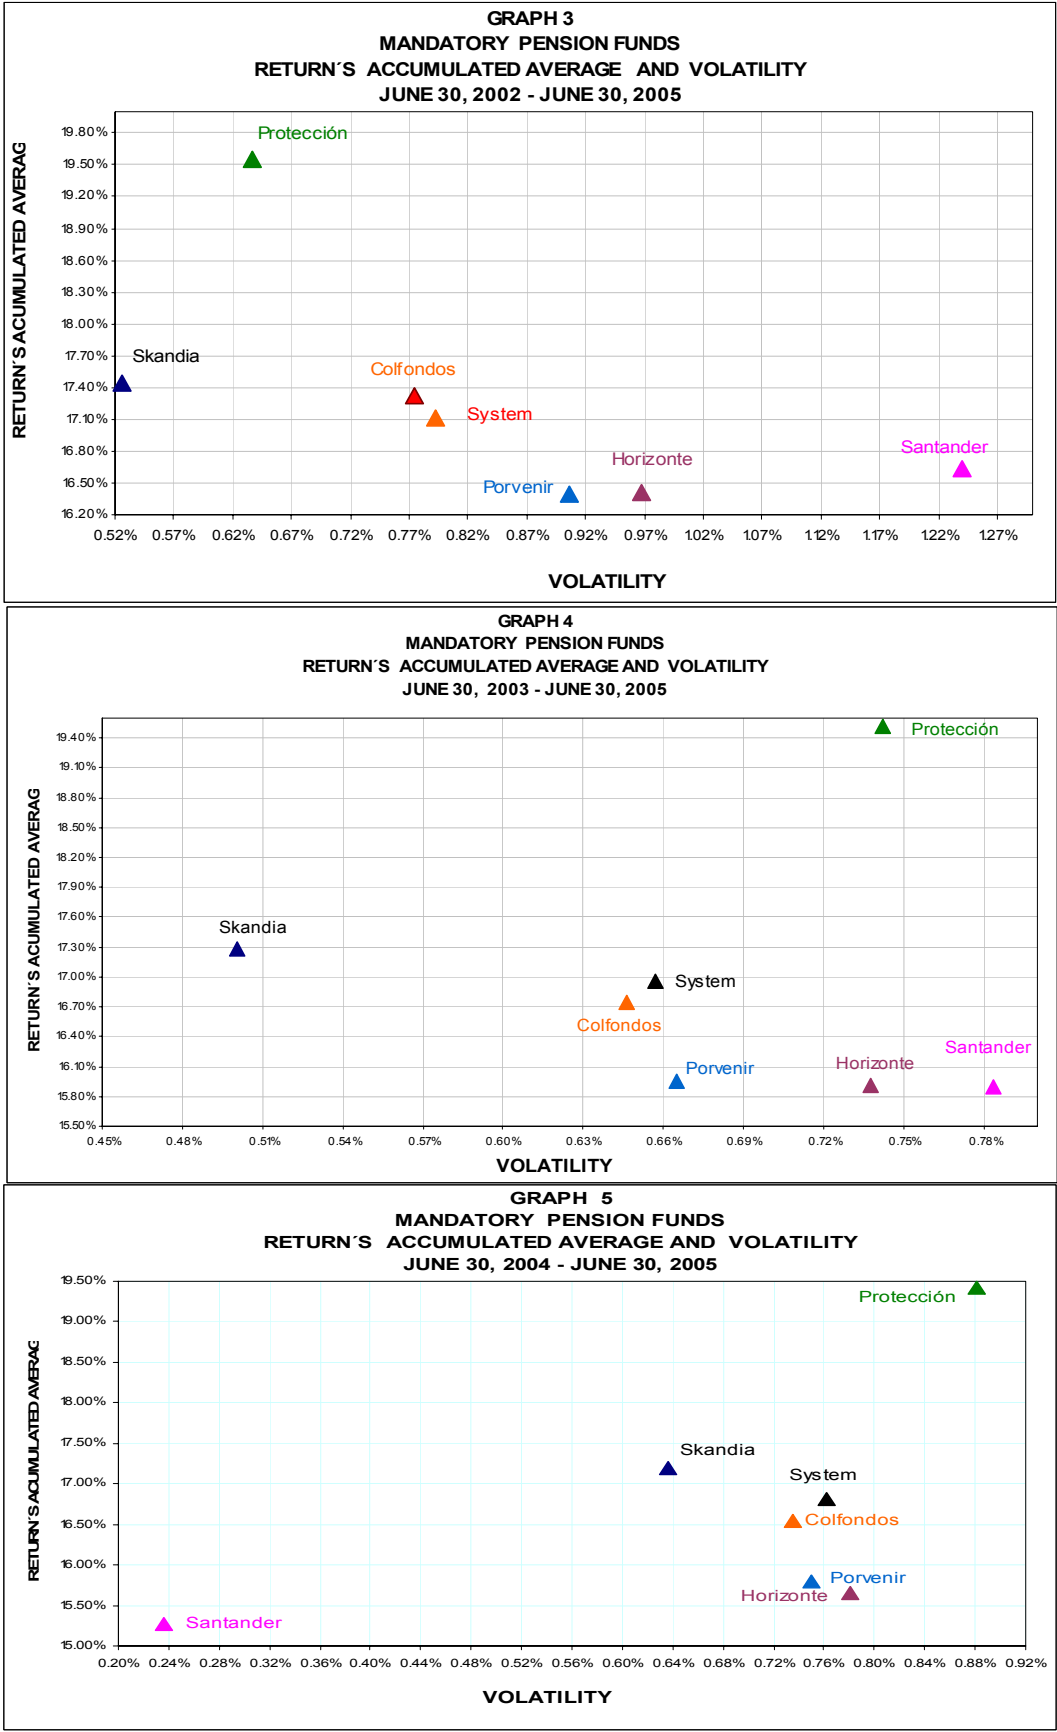 GRAPH 3
MANDATORY PENSION FUNDS
RETURN´S ACCUMULATED AVERAGE AND VOLATILITY
JUNE 30, 2002 - JUNE 30, 2005
RETURN´S ACUMULATED AVERAG
19.80%
19.50%
19.20%
18.90%
18.60%
18.30%
18.00%
17.70%
17.40%
17.10%
16.80%
16.50%
16.20%
Protección
Skandia
Colfondos
System
Horizonte
Santander
Porvenir
0.52% 0.57% 0.62% 0.67% 0.72% 0.77% 0.82% 0.87% 0.92% 0.97% 1.02% 1.07% 1.12% 1.17% 1.22% 1.27%
VOLATILITY
GRAPH 4
MANDATORY PENSION FUNDS
RETURN´S ACCUMULATED AVERAGE AND VOLATILITY
JUNE 30, 2003 - JUNE 30, 2005
RETURN´S ACUMULATED AVERAG
19.40%
19.10%
18.80%
18.50%
18.20%
17.90%
17.60%
17.30%
17.00%
16.70%
16.40%
16.10%
15.80%
15.50%
Protección
Skandia
System
Colfondos
Santander
Horizonte
Porvenir
0.45% 0.48% 0.51% 0.54% 0.57% 0.60% 0.63% 0.66% 0.69% 0.72% 0.75% 0.78%
VOLATILITY
GRAPH 5
MANDATORY PENSION FUNDS
RETURN´S ACCUMULATED AVERAGE AND VOLATILITY
JUNE 30, 2004 - JUNE 30, 2005
RETURN´S ACUMULATED AVERAG
19.50%
19.00%
18.50%
18.00%
17.50%
17.00%
16.50%
16.00%
15.50%
15.00%
Protección
Skandia
System
Colfondos
Porvenir
Horizonte
Santander
0.20% 0.24% 0.28% 0.32% 0.36% 0.40% 0.44% 0.48% 0.52% 0.56% 0.60% 0.64% 0.68% 0.72% 0.76% 0.80% 0.84% 0.88% 0.92%
VOLATILITY